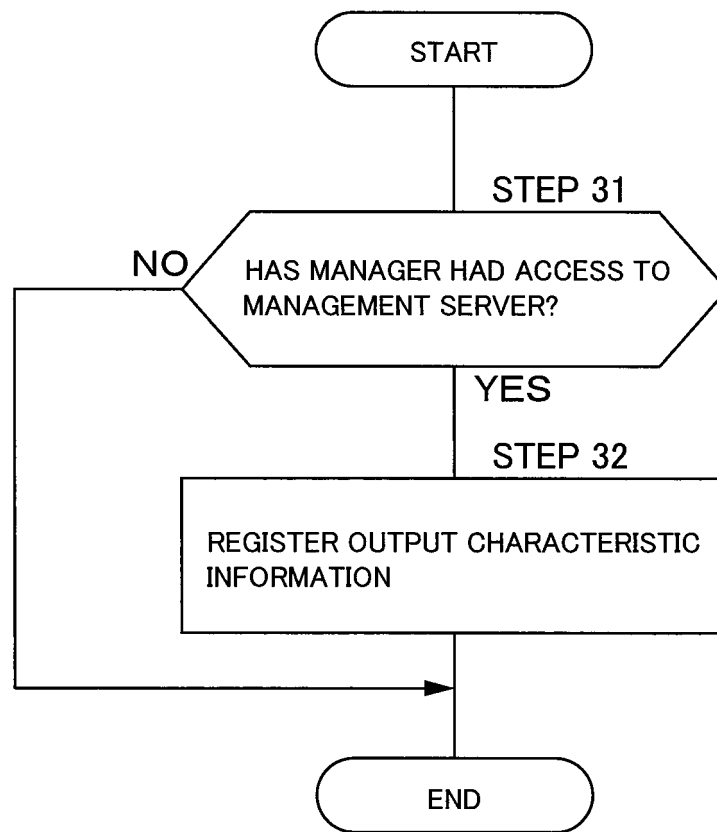 START
STEP 31
NO
HAS MANAGER HAD ACCESS TO
MANAGEMENT SERVER?
YES
STEP 32
REGISTER OUTPUT CHARACTERISTIC
INFORMATION
END